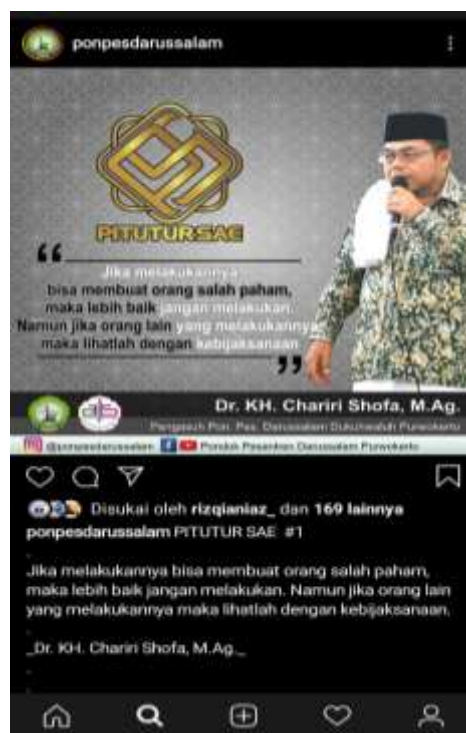 ponpesdarussalam
PITUTUR SAE
“
Jika melakukannya
bisa membuat orang salah paham,
maka lebih baik jangan melakukan.
Namun jika orang lain yang melakukannya
maka lihatlah dengan kebijaksanaan
”
Dr. KH. Chariri Shofa, M.Ag.
Pengasuh Pon. Pes. Darussalam Dukuhwaluh Purwokerto
@ponpesdarussalam Pondok Pesantren Darussalam Purwokerto
Disukai oleh rizqianiaz_ dan 169 lainnya
ponpesdarussalam PITUTUR SAE #1
.
Jika melakukannya bisa membuat orang salah paham,
maka lebih baik jangan melakukan. Namun jika orang lain
yang melakukannya maka lihatlah dengan kebijaksanaan.
.
_Dr. KH. Chariri Shofa, M.Ag._
.
.